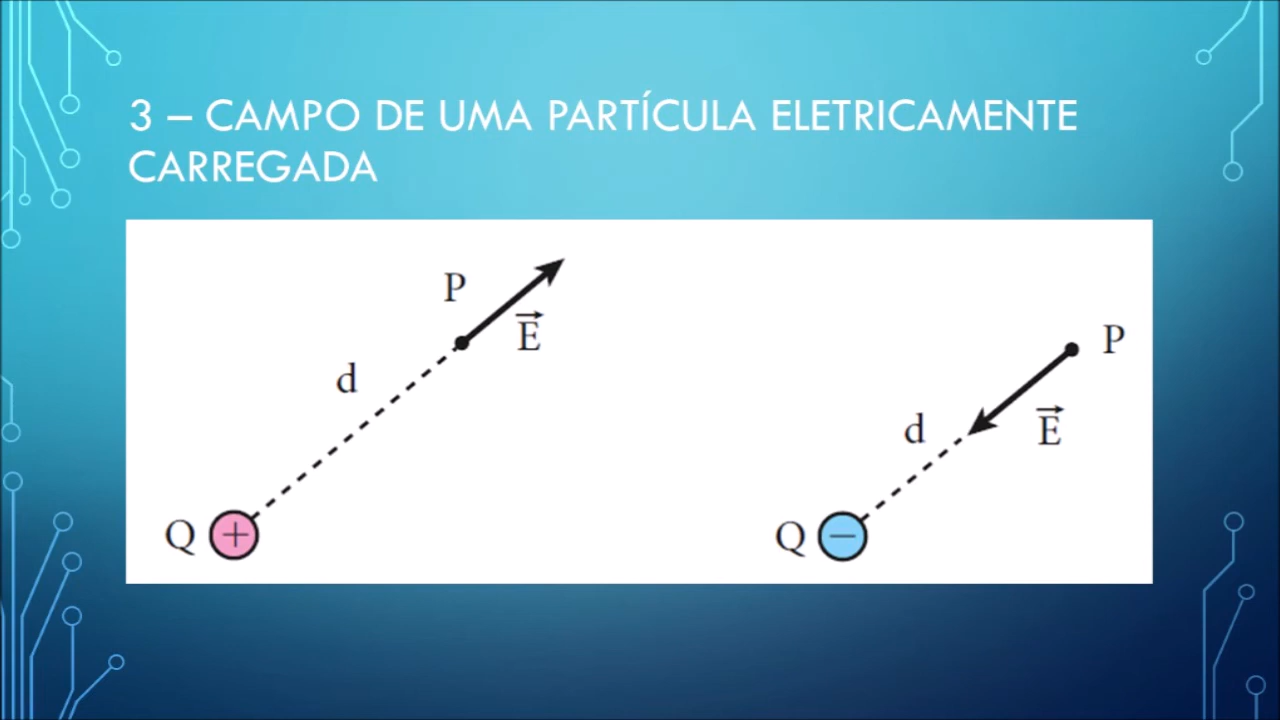 3 – CAMPO DE UMA PARTÍCULA ELETRICAMENTE
CARREGADA
P
E⃗
d
Q +
P
E⃗
d
Q −